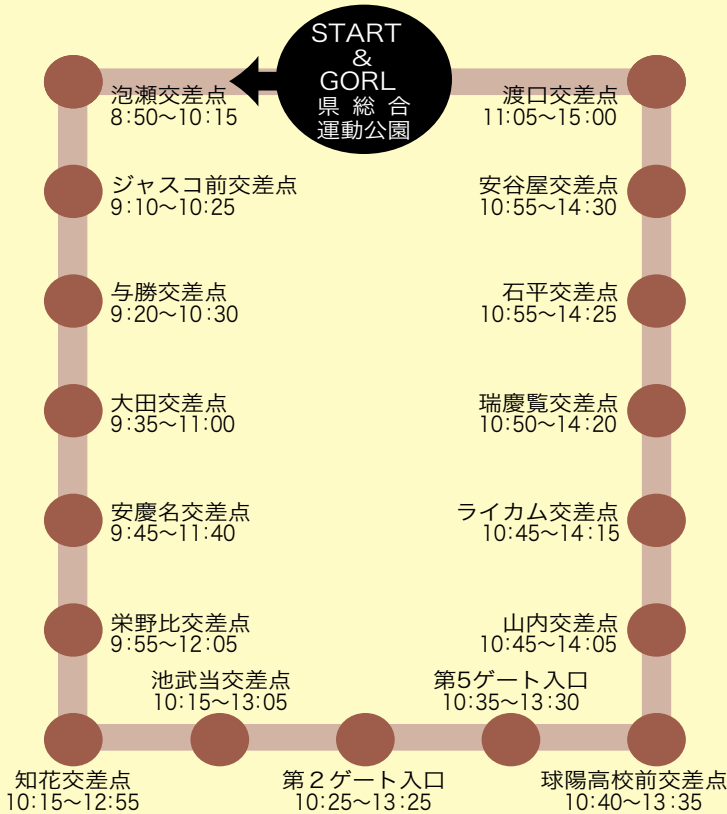 START
&
GORL
県総合
運動公園
泡瀬交差点
8:50〜10:15
ジャスコ前交差点
9:10〜10:25
与勝交差点
9:20〜10:30
大田交差点
9:35〜11:00
安慶名交差点
9:45〜11:40
栄野比交差点
9:55〜12:05
知花交差点
10:15〜12:55
池武当交差点
10:15〜13:05
第2ゲート入口
10:25〜13:25
第5ゲート入口
10:35〜13:30
球陽高校前交差点
10:40〜13:35
山内交差点
10:45〜14:05
ライカム交差点
10:45〜14:15
瑞慶覧交差点
10:50〜14:20
石平交差点
10:55〜14:25
安谷屋交差点
10:55〜14:30
渡口交差点
11:05〜15:00